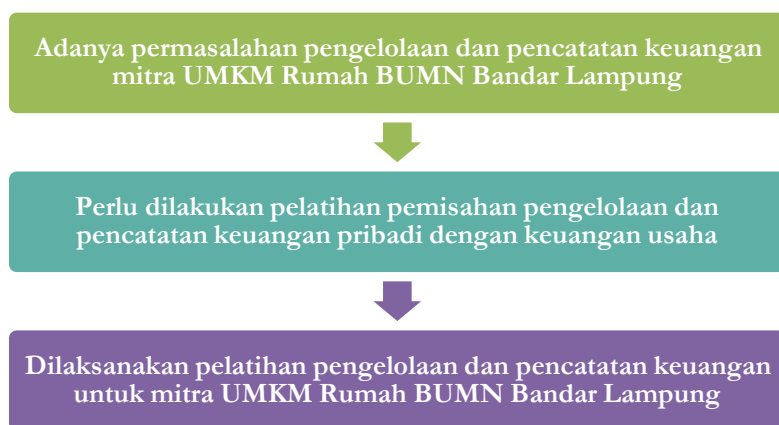 Adanya permasalahan pengelolaan dan pencatatan keuangan
mitra UMKM Rumah BUMN Bandar Lampung
Perlu dilakukan pelatihan pemisahan pengelolaan dan
pencatatan keuangan pribadi dengan keuangan usaha
Dilaksanakan pelatihan pengelolaan dan pencatatan keuangan
untuk mitra UMKM Rumah BUMN Bandar Lampung